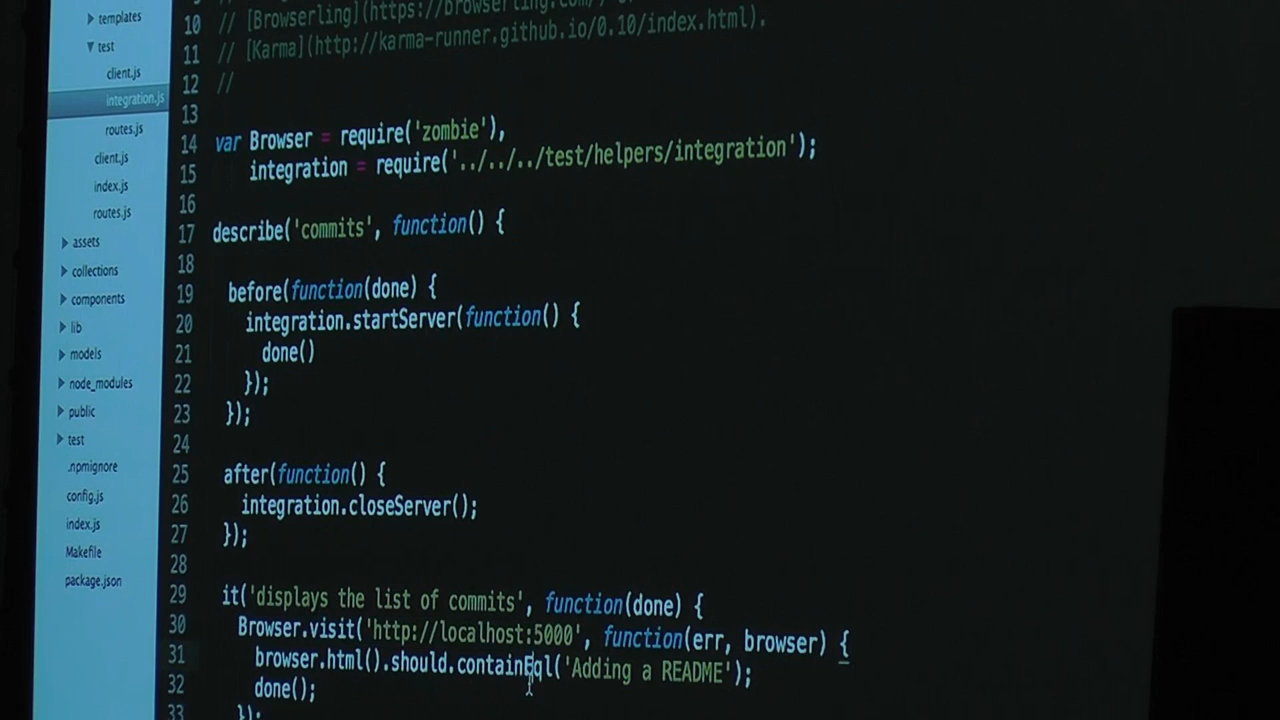 templates
test
client.js
integration.js
routes.js
client.js
index.js
routes.js
assets
collections
components
lib
models
node_modules
public
test
.npmignore
config.js
index.js
Makefile
package.json
10 // [Browserling](https://browserling.com/
11 // [Karma](http://karma-runner.github.io/0.10/index.html).
12 //
13
14 var Browser = require('zombie'),
15 integration = require('../../../test/helpers/integration');
16
17 describe('commits', function() {
18
19 before(function(done) {
20 integration.startServer(function() {
21 done()
22 });
23 });
24
25 after(function() {
26 integration.closeServer();
27 });
28
29 it('displays the list of commits', function(done) {
30 Browser.visit('http://localhost:5000', function(err, browser) {
31 browser.html().should.containEql('Adding a README');
32 done();
33 });